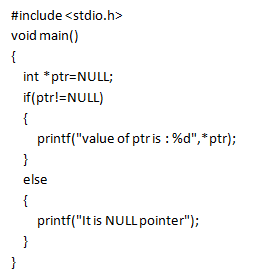 #include <stdio.h>
void main()
{
int *ptr=NULL;
if(ptr!=NULL)
{
printf("value of ptr is : %d",*ptr);
}
else
{
printf("It is NULL pointer");
}
}